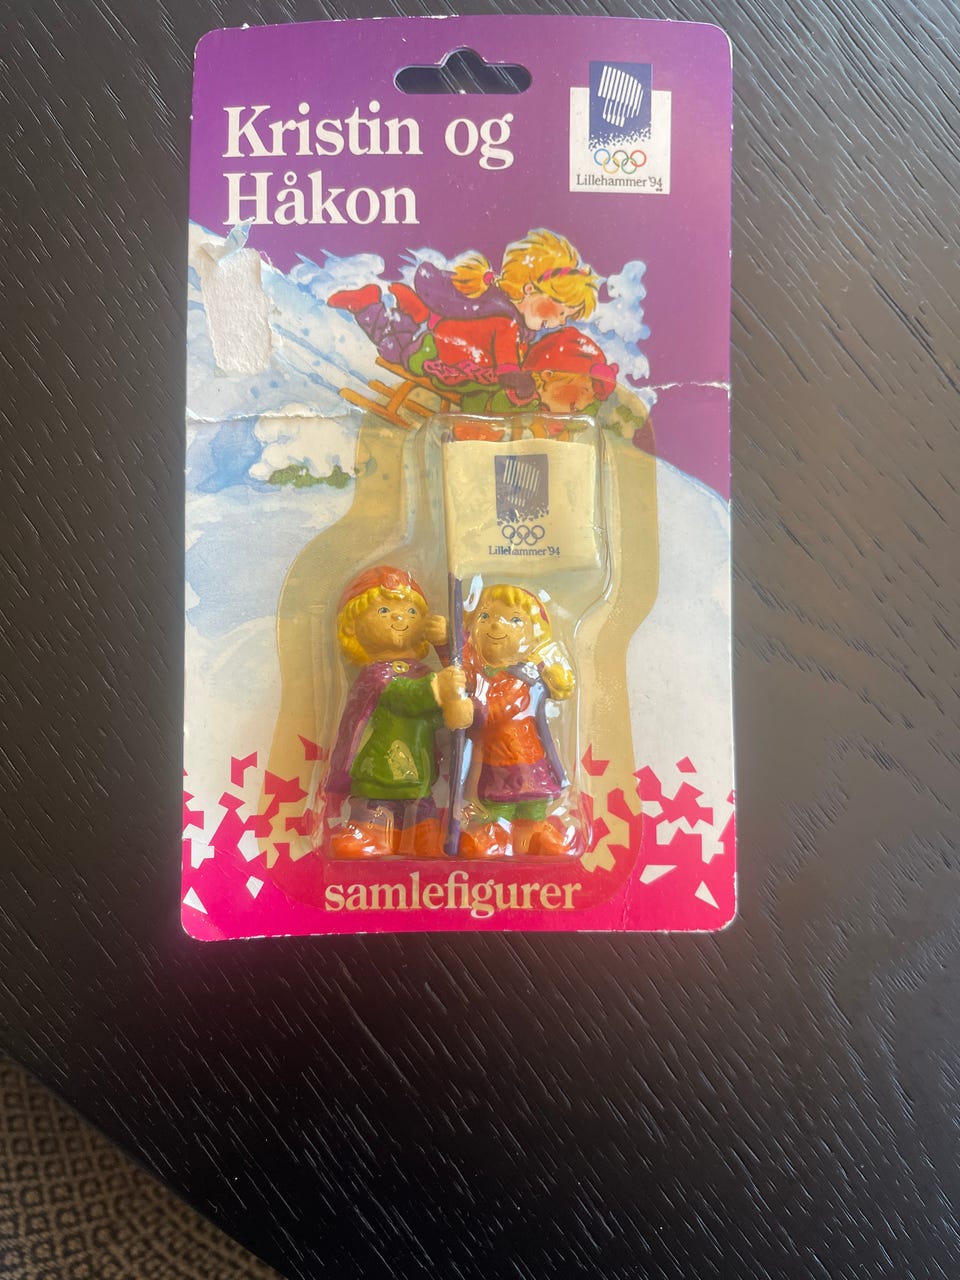 Kristin og
Håkon
Lillehammer '94
Lillehammer '94
samlefigurer